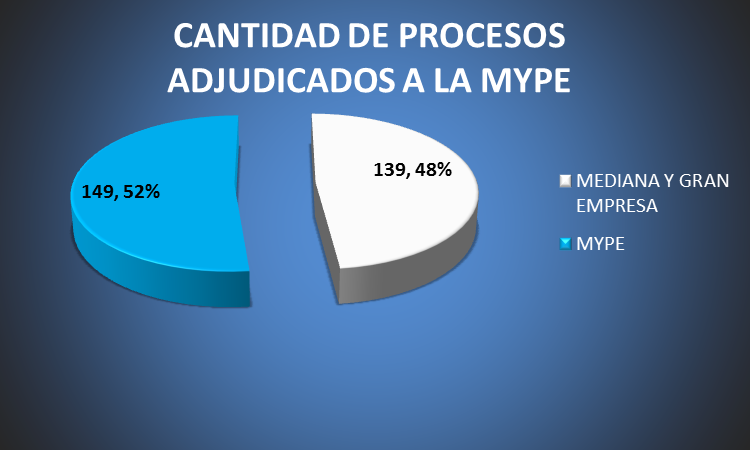 CANTIDAD DE PROCESOS
ADJUDICADOS A LA MYPE
149, 52%
139, 48%
MEDIANA Y GRAN
EMPRESA
MYPE